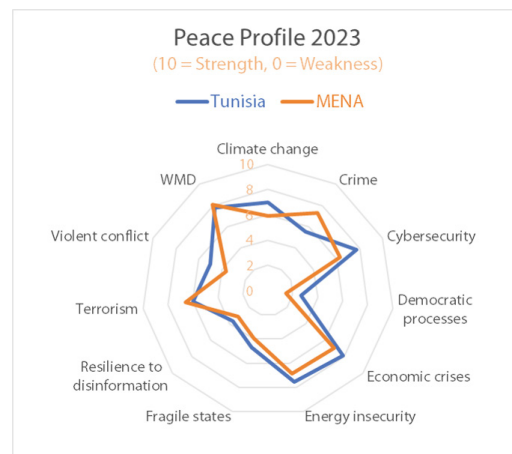 Peace Profile 2023
(10 = Strength, 0 = Weakness)
Tunisia MENA
Climate change
10
WMD
Crime
8
6
Violent conflict
Cybersecurity
4
2
0
Terrorism
Democratic
processes
Resilience to
disinformation
Economic crises
Fragile states
Energy insecurity